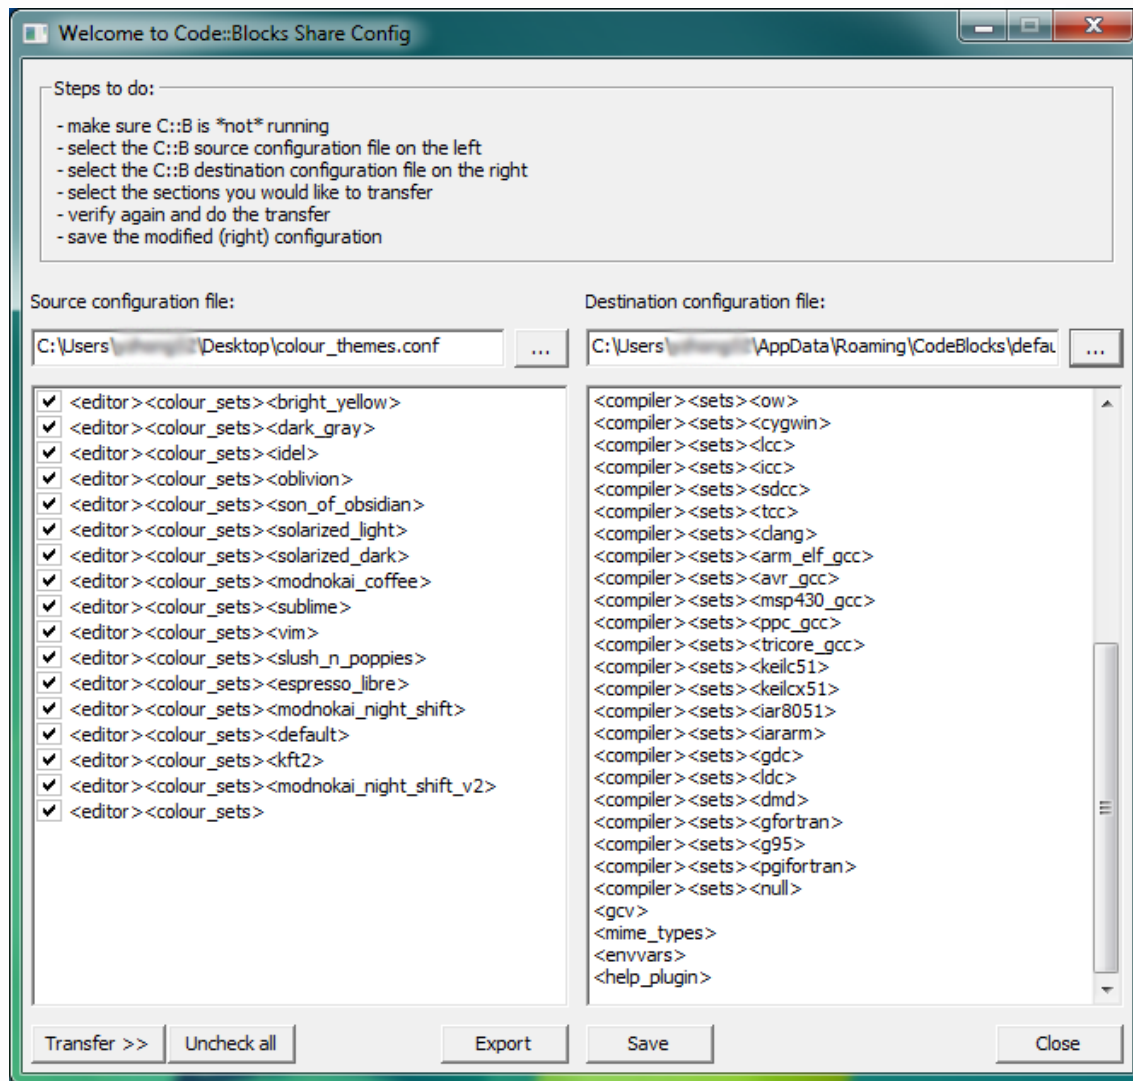 Welcome to Code::Blocks Share Config
Steps to do:
- make sure C::B is *not* running
- select the C::B source configuration file on the left
- select the C::B destination configuration file on the right
- select the sections you would like to transfer
- verify again and do the transfer
- save the modified (right) configuration
Source configuration file:
Destination configuration file:
C:\Users\ \Desktop\colour_themes.conf
...
C:\Users\ \AppData\Roaming\CodeBlocks\defau
...
<editor><colour_sets><bright_yellow>
<editor><colour_sets><dark_gray>
<editor><colour_sets><idel>
<editor><colour_sets><oblivion>
<editor><colour_sets><son_of_obsidian>
<editor><colour_sets><solarized_light>
<editor><colour_sets><solarized_dark>
<editor><colour_sets><modnokai_coffee>
<editor><colour_sets><sublime>
<editor><colour_sets><vim>
<editor><colour_sets><slush_n_poppies>
<editor><colour_sets><espresso_libre>
<editor><colour_sets><modnokai_night_shift>
<editor><colour_sets><default>
<editor><colour_sets><kft2>
<editor><colour_sets><modnokai_night_shift_v2>
<editor><colour_sets>
<compiler><sets><ow>
<compiler><sets><cygwin>
<compiler><sets><lcc>
<compiler><sets><icc>
<compiler><sets><sdcc>
<compiler><sets><tcc>
<compiler><sets><clang>
<compiler><sets><arm_elf_gcc>
<compiler><sets><avr_gcc>
<compiler><sets><msp430_gcc>
<compiler><sets><ppc_gcc>
<compiler><sets><tricore_gcc>
<compiler><sets><keilc51>
<compiler><sets><keilcx51>
<compiler><sets><iar8051>
<compiler><sets><iararm>
<compiler><sets><gdc>
<compiler><sets><ldc>
<compiler><sets><dmd>
<compiler><sets><gfortran>
<compiler><sets><g95>
<compiler><sets><pgifortran>
<compiler><sets><null>
<gcv>
<mime_types>
<envvars>
<help_plugin>
Transfer >>
Uncheck all
Export
Save
Close